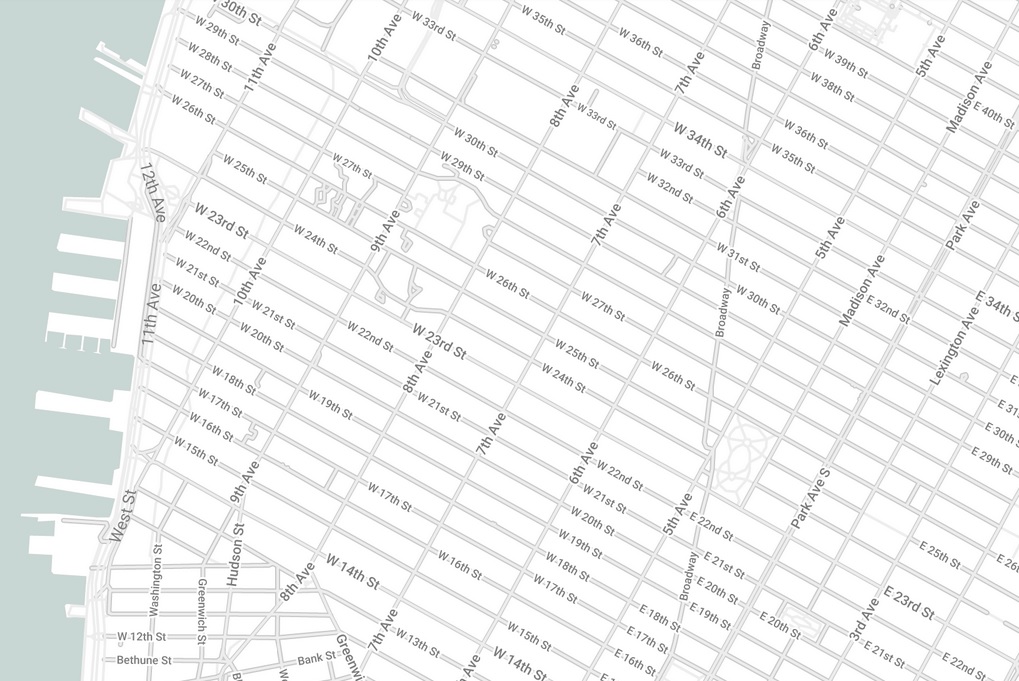 W 30th St
W 29th St
W 28th St
W 27th St
W 26th St
11th Ave
10th Ave
W 33rd St
W 35th St
W 36th St
Broadway
6th Ave
5th Ave
W 39th St
W 38th St
Madison Ave
E 40th St
7th Ave
8th Ave
W 33rd St
W 34th St
W 36th St
W 35th St
W 33rd St
W 32nd St
W 30th St
W 29th St
W 27th St
W 25th St
12th Ave
W 23rd St
W 22nd St
W 21st St
W 20th St
W 24th St
9th Ave
10th Ave
11th Ave
6th Ave
7th Ave
5th Ave
Park Ave
W 31st St
W 30th St
Madison Ave
E 32nd St
E 34th St
Broadway
W 26th St
W 27th St
W 21st St
W 20th St
W 22nd St
W 23rd St
8th Ave
W 25th St
W 24th St
W 26th St
Lexington Ave
W 18th St
W 17th St
W 16th St
W 15th St
W 19th St
W 21st St
7th Ave
E 31s
E 30th S
E 29th St
6th Ave
W 22nd St
W 21st St
W 20th St
W 19th St
W 18th St
W 17th St
9th Ave
W 17th St
West St
Park Ave S
5th Ave
E 22nd St
E 21st St
E 20th St
E 19th St
E 18th St
E 17th St
E 16th St
Broadway
E 20th St
E 25th St
E 26t
E 23rd St
3rd Ave
E 21st St
E 22nd St
Hudson St
Washington St
Greenwich St
8th Ave
W 14th St
W 16th St
W 15th St
W 14th St
W 13th St
7th Ave
Ave
W 12th St
Bethune St
Bank St
Greenwi